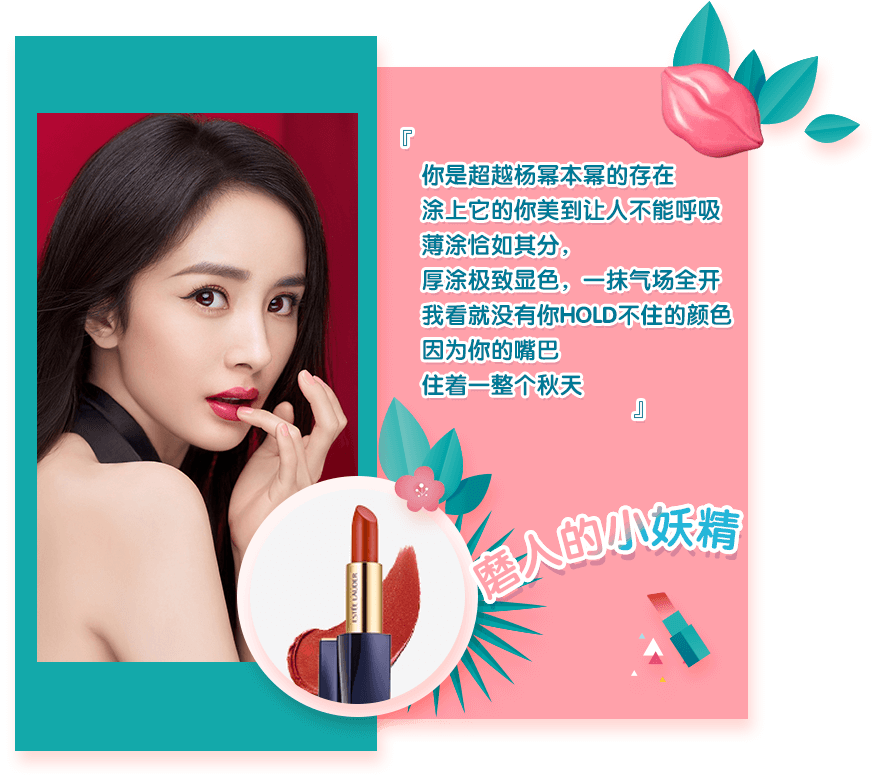 『
你是超越杨幂本幂的存在
涂上它的你美到让人不能呼吸
薄涂恰如其分，
厚涂极致显色，一抹气场全开
我看就没有你HOLD不住的颜色
因为你的嘴巴
住着一整个秋天
』
磨人的小妖精
ESTĒE LAUDER